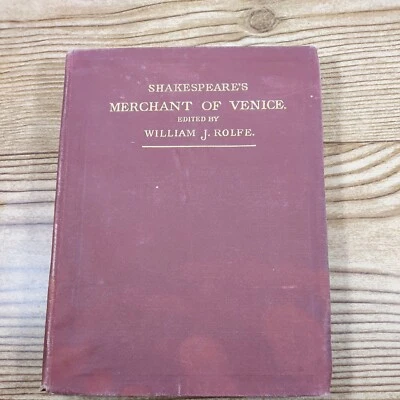 SHAKESPEARE'S
MERCHANT OF VENICE.
EDITED BY
WILLIAM J. ROLFE.